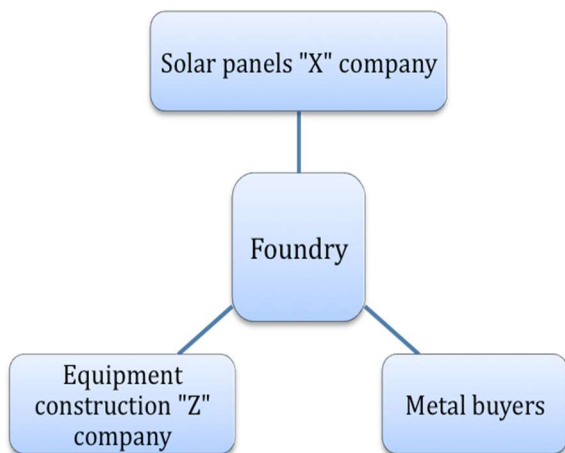 Solar panels "X" company
Foundry
Equipment
construction "Z"
company
Metal buyers